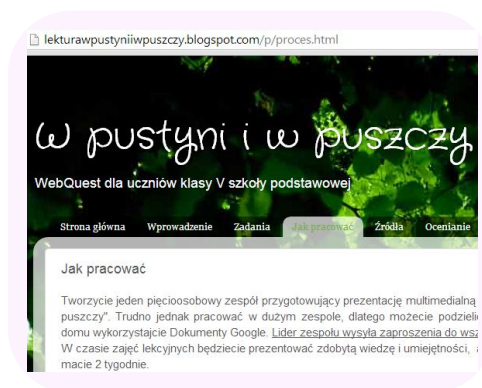 lekturawpustyniiwpuszczy.blogspot.com/p/proces.html
W pustyni i w puszczy
WebQuest dla uczniów klasy V szkoły podstawowej
Strona główna Wprowadzenie Zadania Jak pracować Źródła Ocenianie
Jak pracować
Tworzycie jeden pięcioosobowy zespół przygotowujący prezentację multimedialną
puszczy". Trudno jednak pracować w dużym zespole, dlatego możecie
domu wykorzystajcie Dokumenty Google. Lider zespołu wysyła zaproszenia do
W czasie zajęć lekcyjnych będziecie prezentować zdobytą wiedzę i umiejętności,
macie 2 tygodnie.